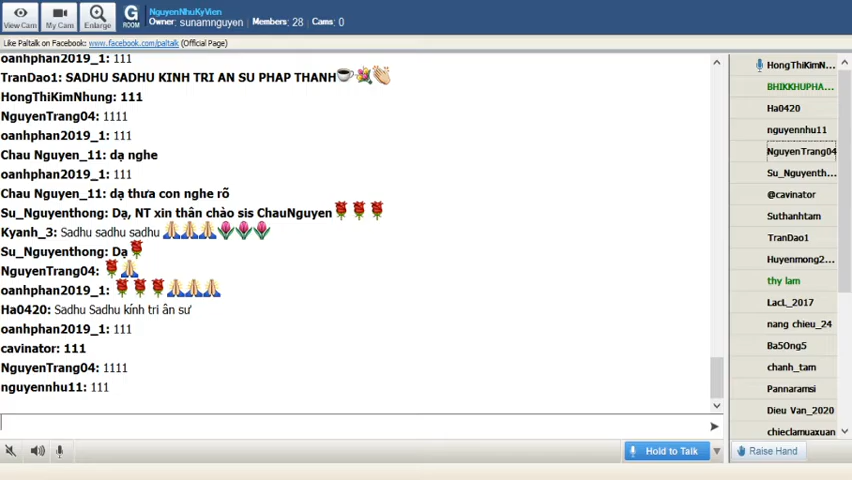 View Cam
My Cam
Enlarge
G
ROOM
NguyenNhuKyVien
Owner: sunamnguyen , Members: 28 Cams: 0
Like Paltalk on Facebook: www.facebook.com/paltalk (Official Page)
oanhphan2019_1: 111
TranDao1: SADHU SADHU KINH TRI AN SU PHAP THANH
HongThiKimNhung: 111
NguyenTrang04: 1111
oanhphan2019_1: 111
Chau Nguyen_11: dạ nghe
oanhphan2019_1: 111
Chau Nguyen_11: dạ thưa con nghe rõ
Su_Nguyenthong: Dạ, NT xin thân chào sis ChauNguyen
Kyanh_3: Sadhu sadhu sadhu
Su_Nguyenthong: Dạ
NguyenTrang04:
oanhphan2019_1:
Ha0420: Sadhu Sadhu kính tri ân sư
oanhphan2019_1: 111
cavinator: 111
NguyenTrang04: 1111
nguyennhu11: 111
HongThiKimN...
BHIKKHUPHA...
Ha0420
nguyennhu11
NguyenTrang04
Su_Nguyenth...
@cavinator
Suthanhtam
TranDao1
Huyenmong2...
thy lam
LacL_2017
nang chieu_24
Ba5Ong5
chanh_tam
Pannaramsi
Dieu Van_2020
chieclamuaxuan
Hold to Talk
Raise Hand